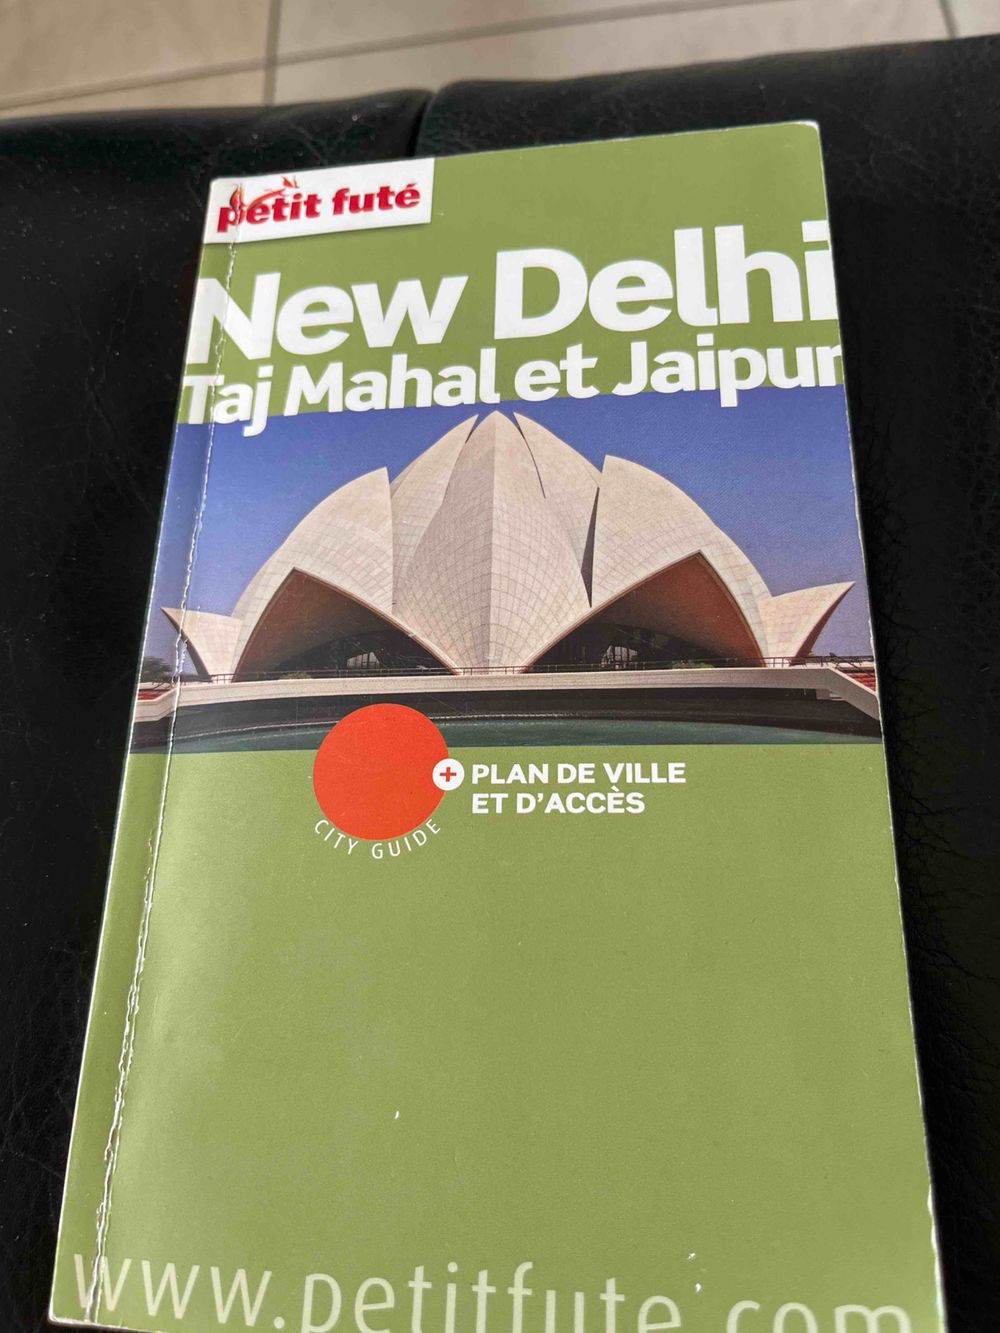 petit futé
New Delhi
Taj Mahal et Jaipur
+ PLAN DE VILLE
ET D'ACCÈS
CITY GUIDE
www.petitfute.com